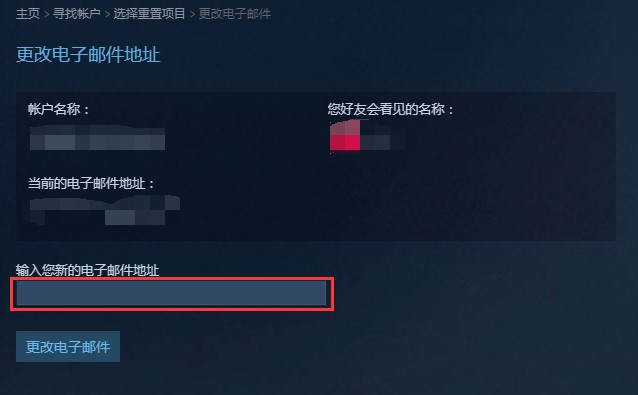 主页 > 寻找帐户 > 选择重置项目 > 更改电子邮件
更改电子邮件地址
帐户名称：
您好友会看见的名称：
当前的电子邮件地址：
输入您新的电子邮件地址
更改电子邮件